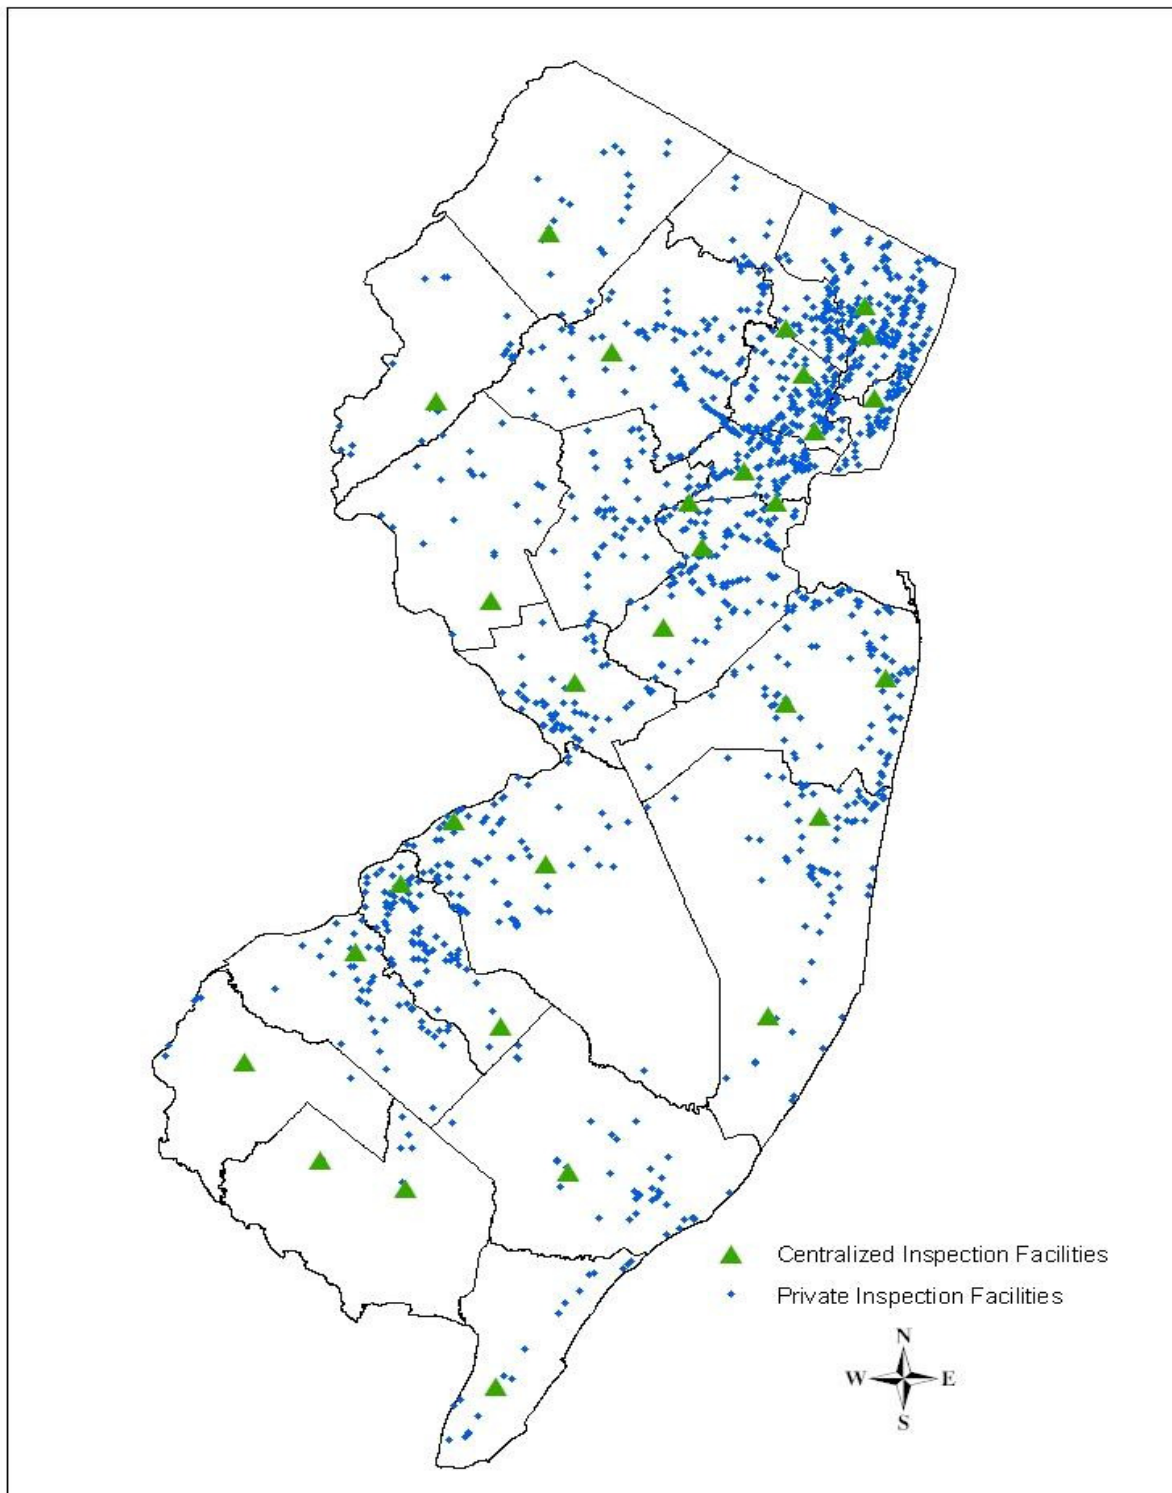 Centralized Inspection Facilities
Private Inspection Facilities
N
W E
S